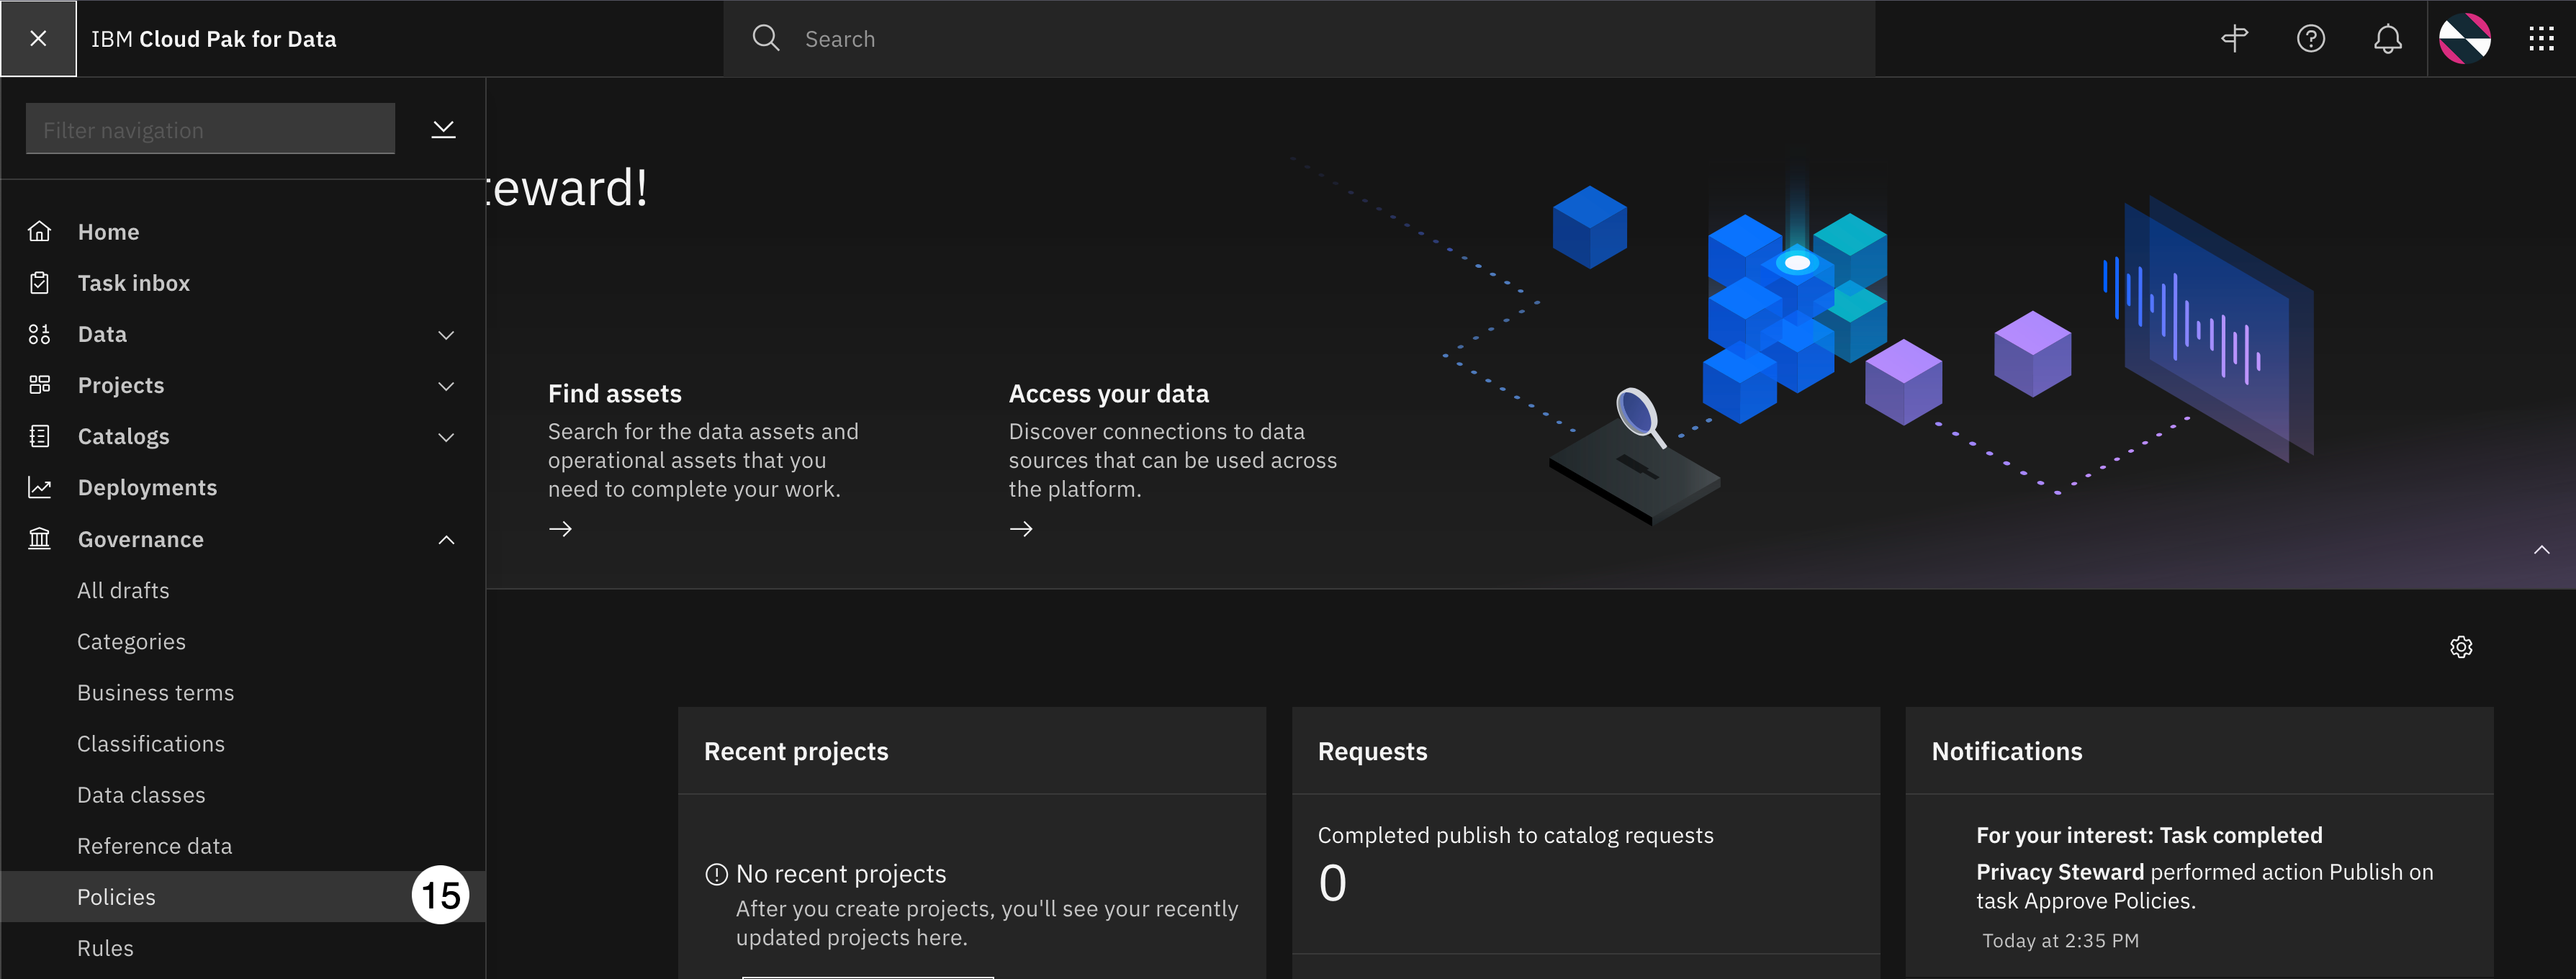 IBM Cloud Pak for Data
Search
Filter navigation
Home
Task inbox
Data
Projects
Catalogs
Deployments
Governance
All drafts
Categories
Business terms
Classifications
Data classes
Reference data
Policies
15
Rules
eward!
Find assets
Search for the data assets and
operational assets that you
need to complete your work.
Access your data
Discover connections to data
sources that can be used across
the platform.
Recent projects
No recent projects
After you create projects, you'll see your recently
updated projects here.
Requests
Completed publish to catalog requests
0
Notifications
For your interest: Task completed
Privacy Steward performed action Publish on
task Approve Policies.
Today at 2:35 PM